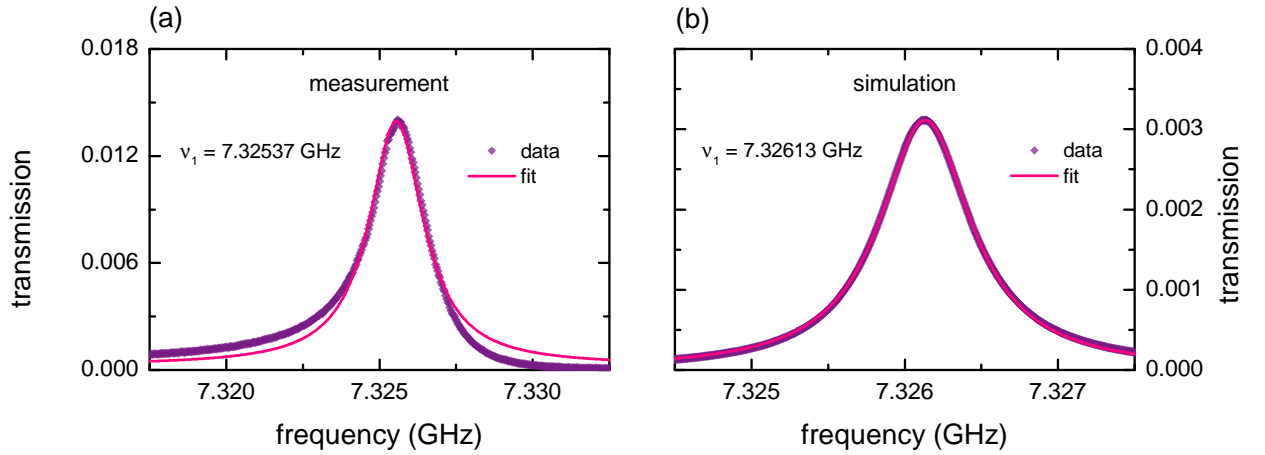 (a)
0.018
0.012
0.006
0.000
transmission
measurement
ν1 = 7.32537 GHz
data
fit
7.320
7.325
7.330
frequency (GHz)
(b)
simulation
ν1 = 7.32613 GHz
data
fit
0.004
0.003
0.002
0.001
0.000
transmission
7.325
7.326
7.327
frequency (GHz)